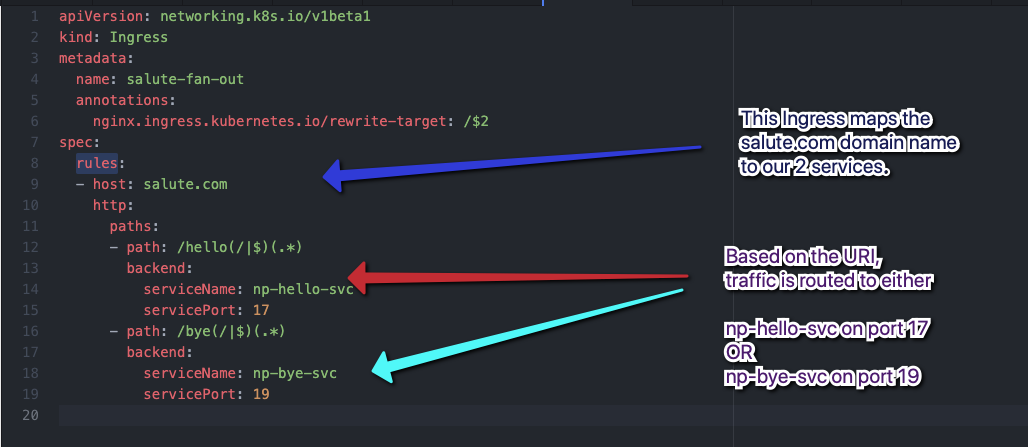 1 apiVersion: networking.k8s.io/v1beta1
2 kind: Ingress
3 metadata:
4   name: salute-fan-out
5   annotations:
6     nginx.ingress.kubernetes.io/rewrite-target: /$2
7 spec:
8   rules:
9   - host: salute.com
10     http:
11       paths:
12       - path: /hello(/|$)(.*)
13         backend:
14           serviceName: np-hello-svc
15           servicePort: 17
16       - path: /bye(/|$)(.*)
17         backend:
18           serviceName: np-bye-svc
19           servicePort: 19
20
This Ingress maps the
salute.com domain name
to our 2 services.
Based on the URI,
traffic is routed to either
np-hello-svc on port 17
OR
np-bye-svc on port 19